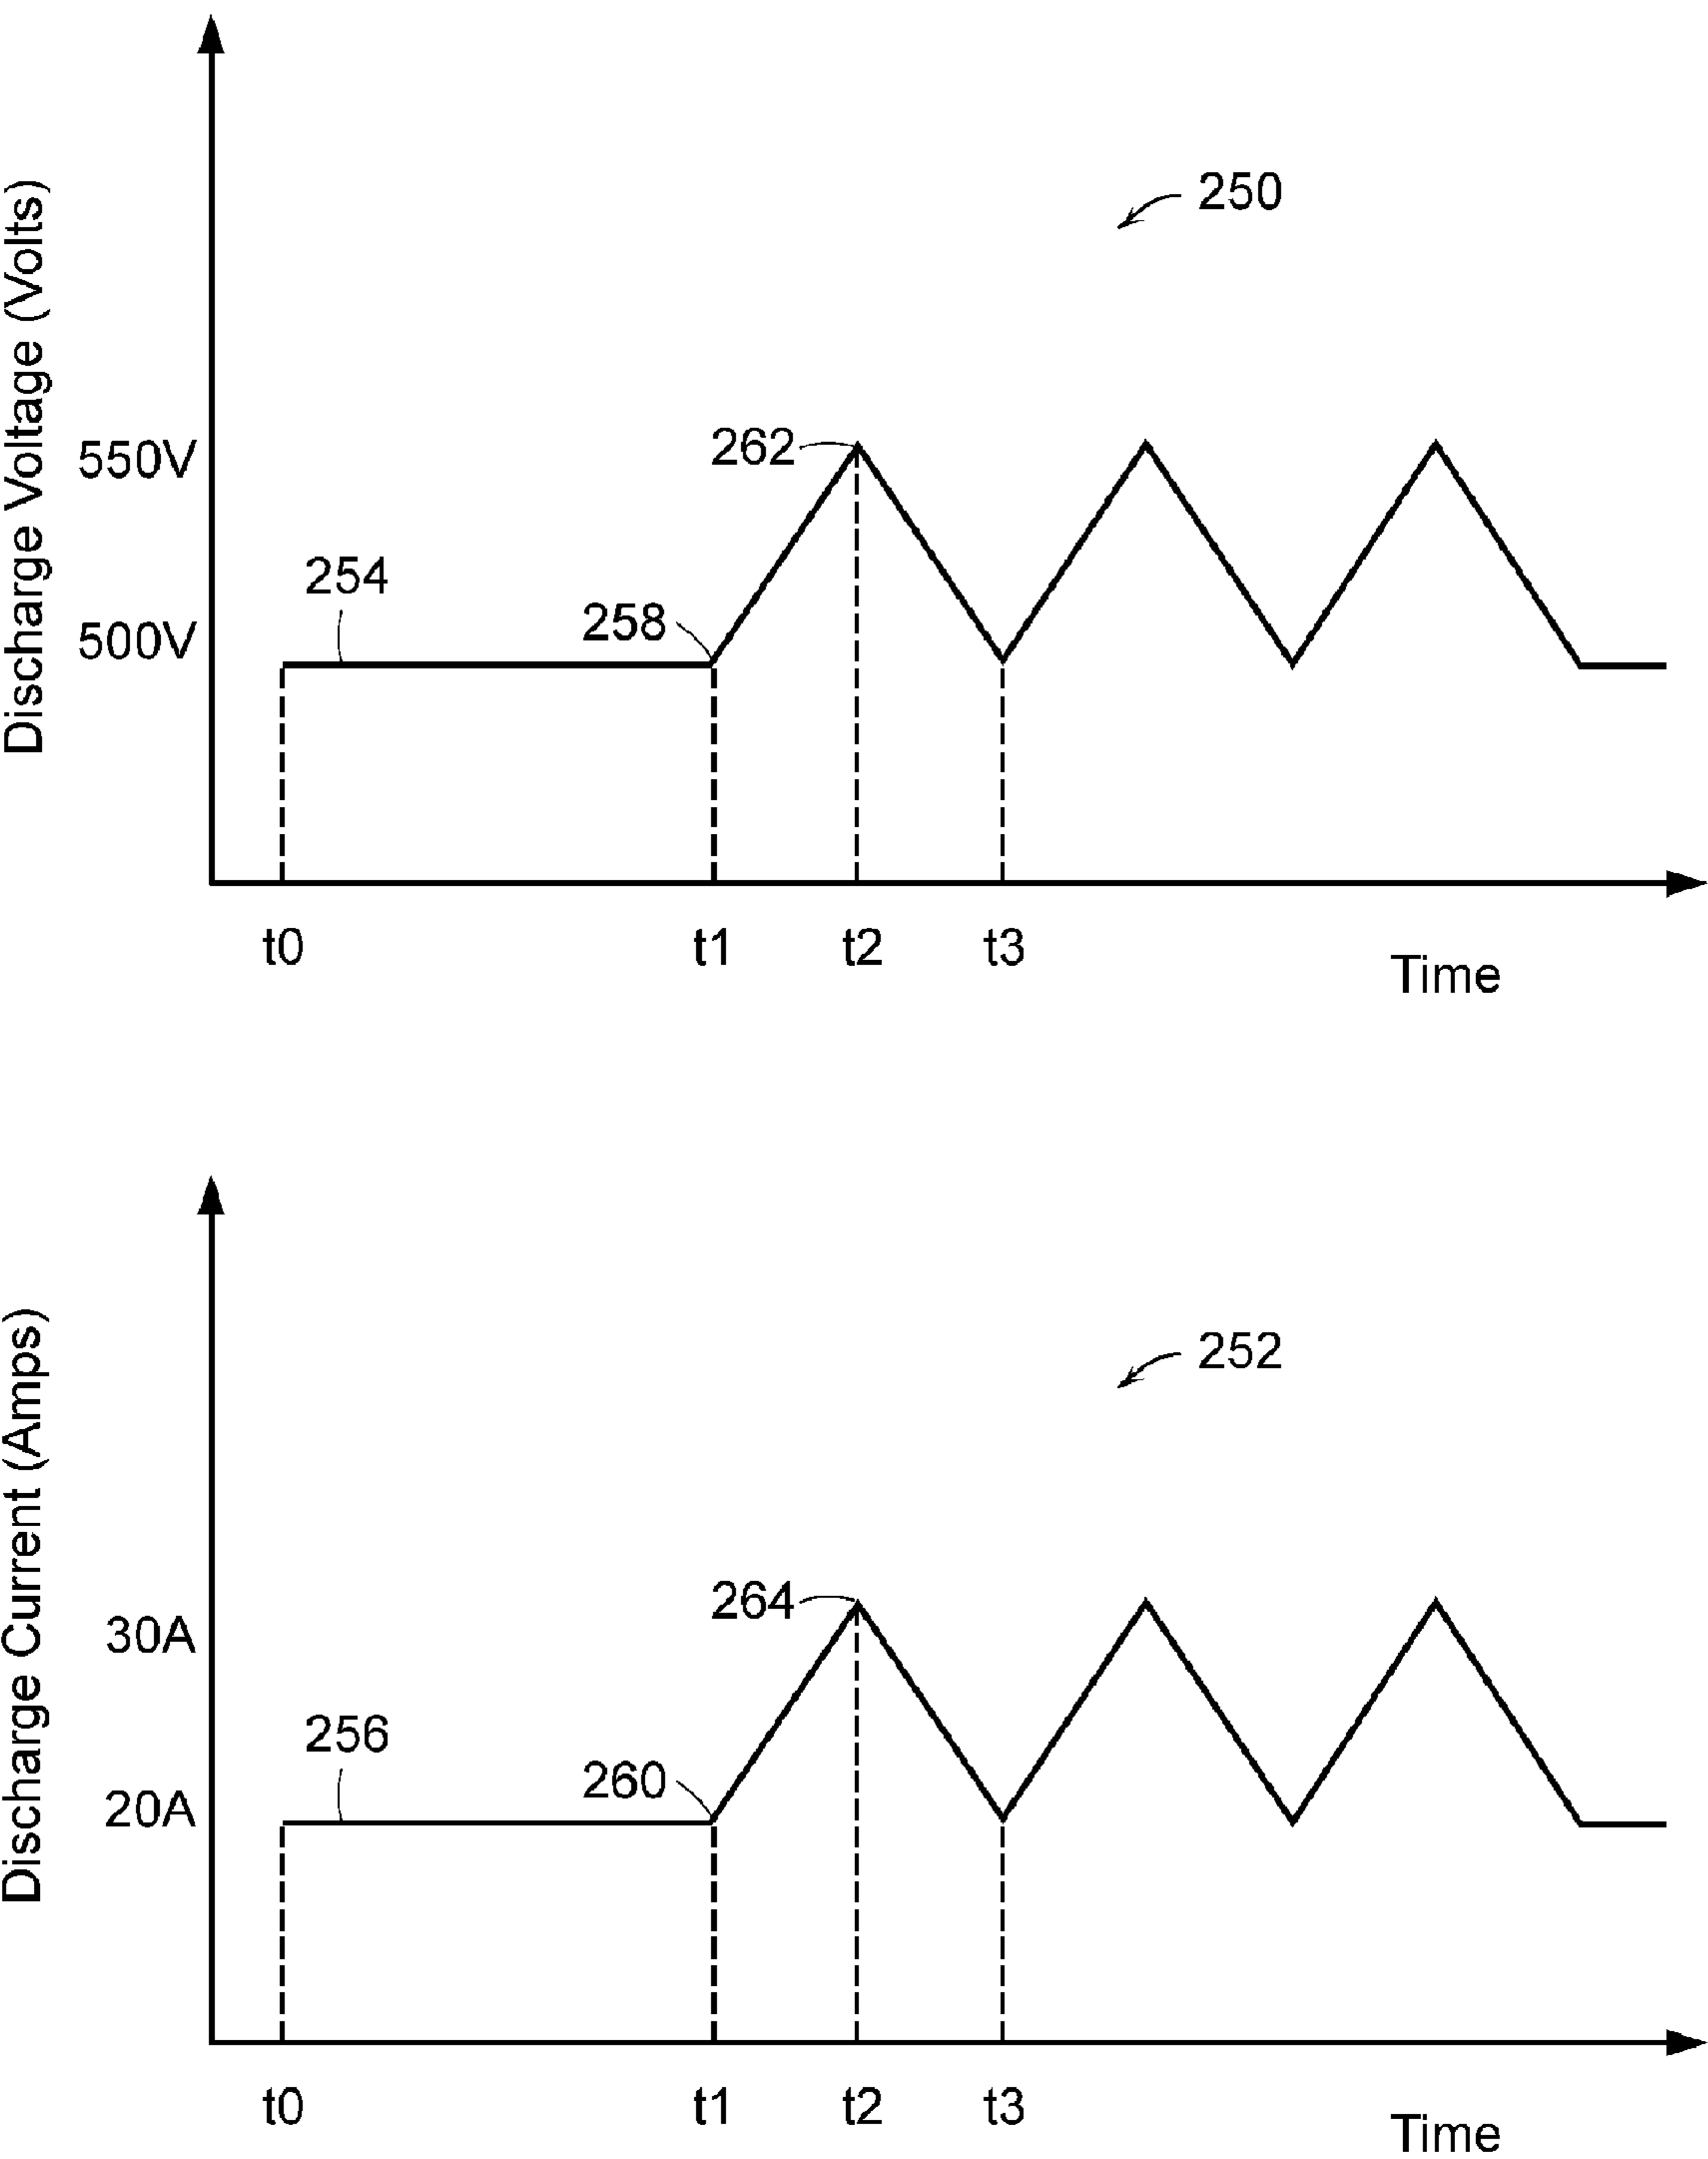 Discharge Voltage (Volts)
250
550V
262
254
258
500V
t0 t1 t2 t3
Time
Discharge Current (Amps)
252
264
30A
256
260
20A
t0 t1 t2 t3
Time